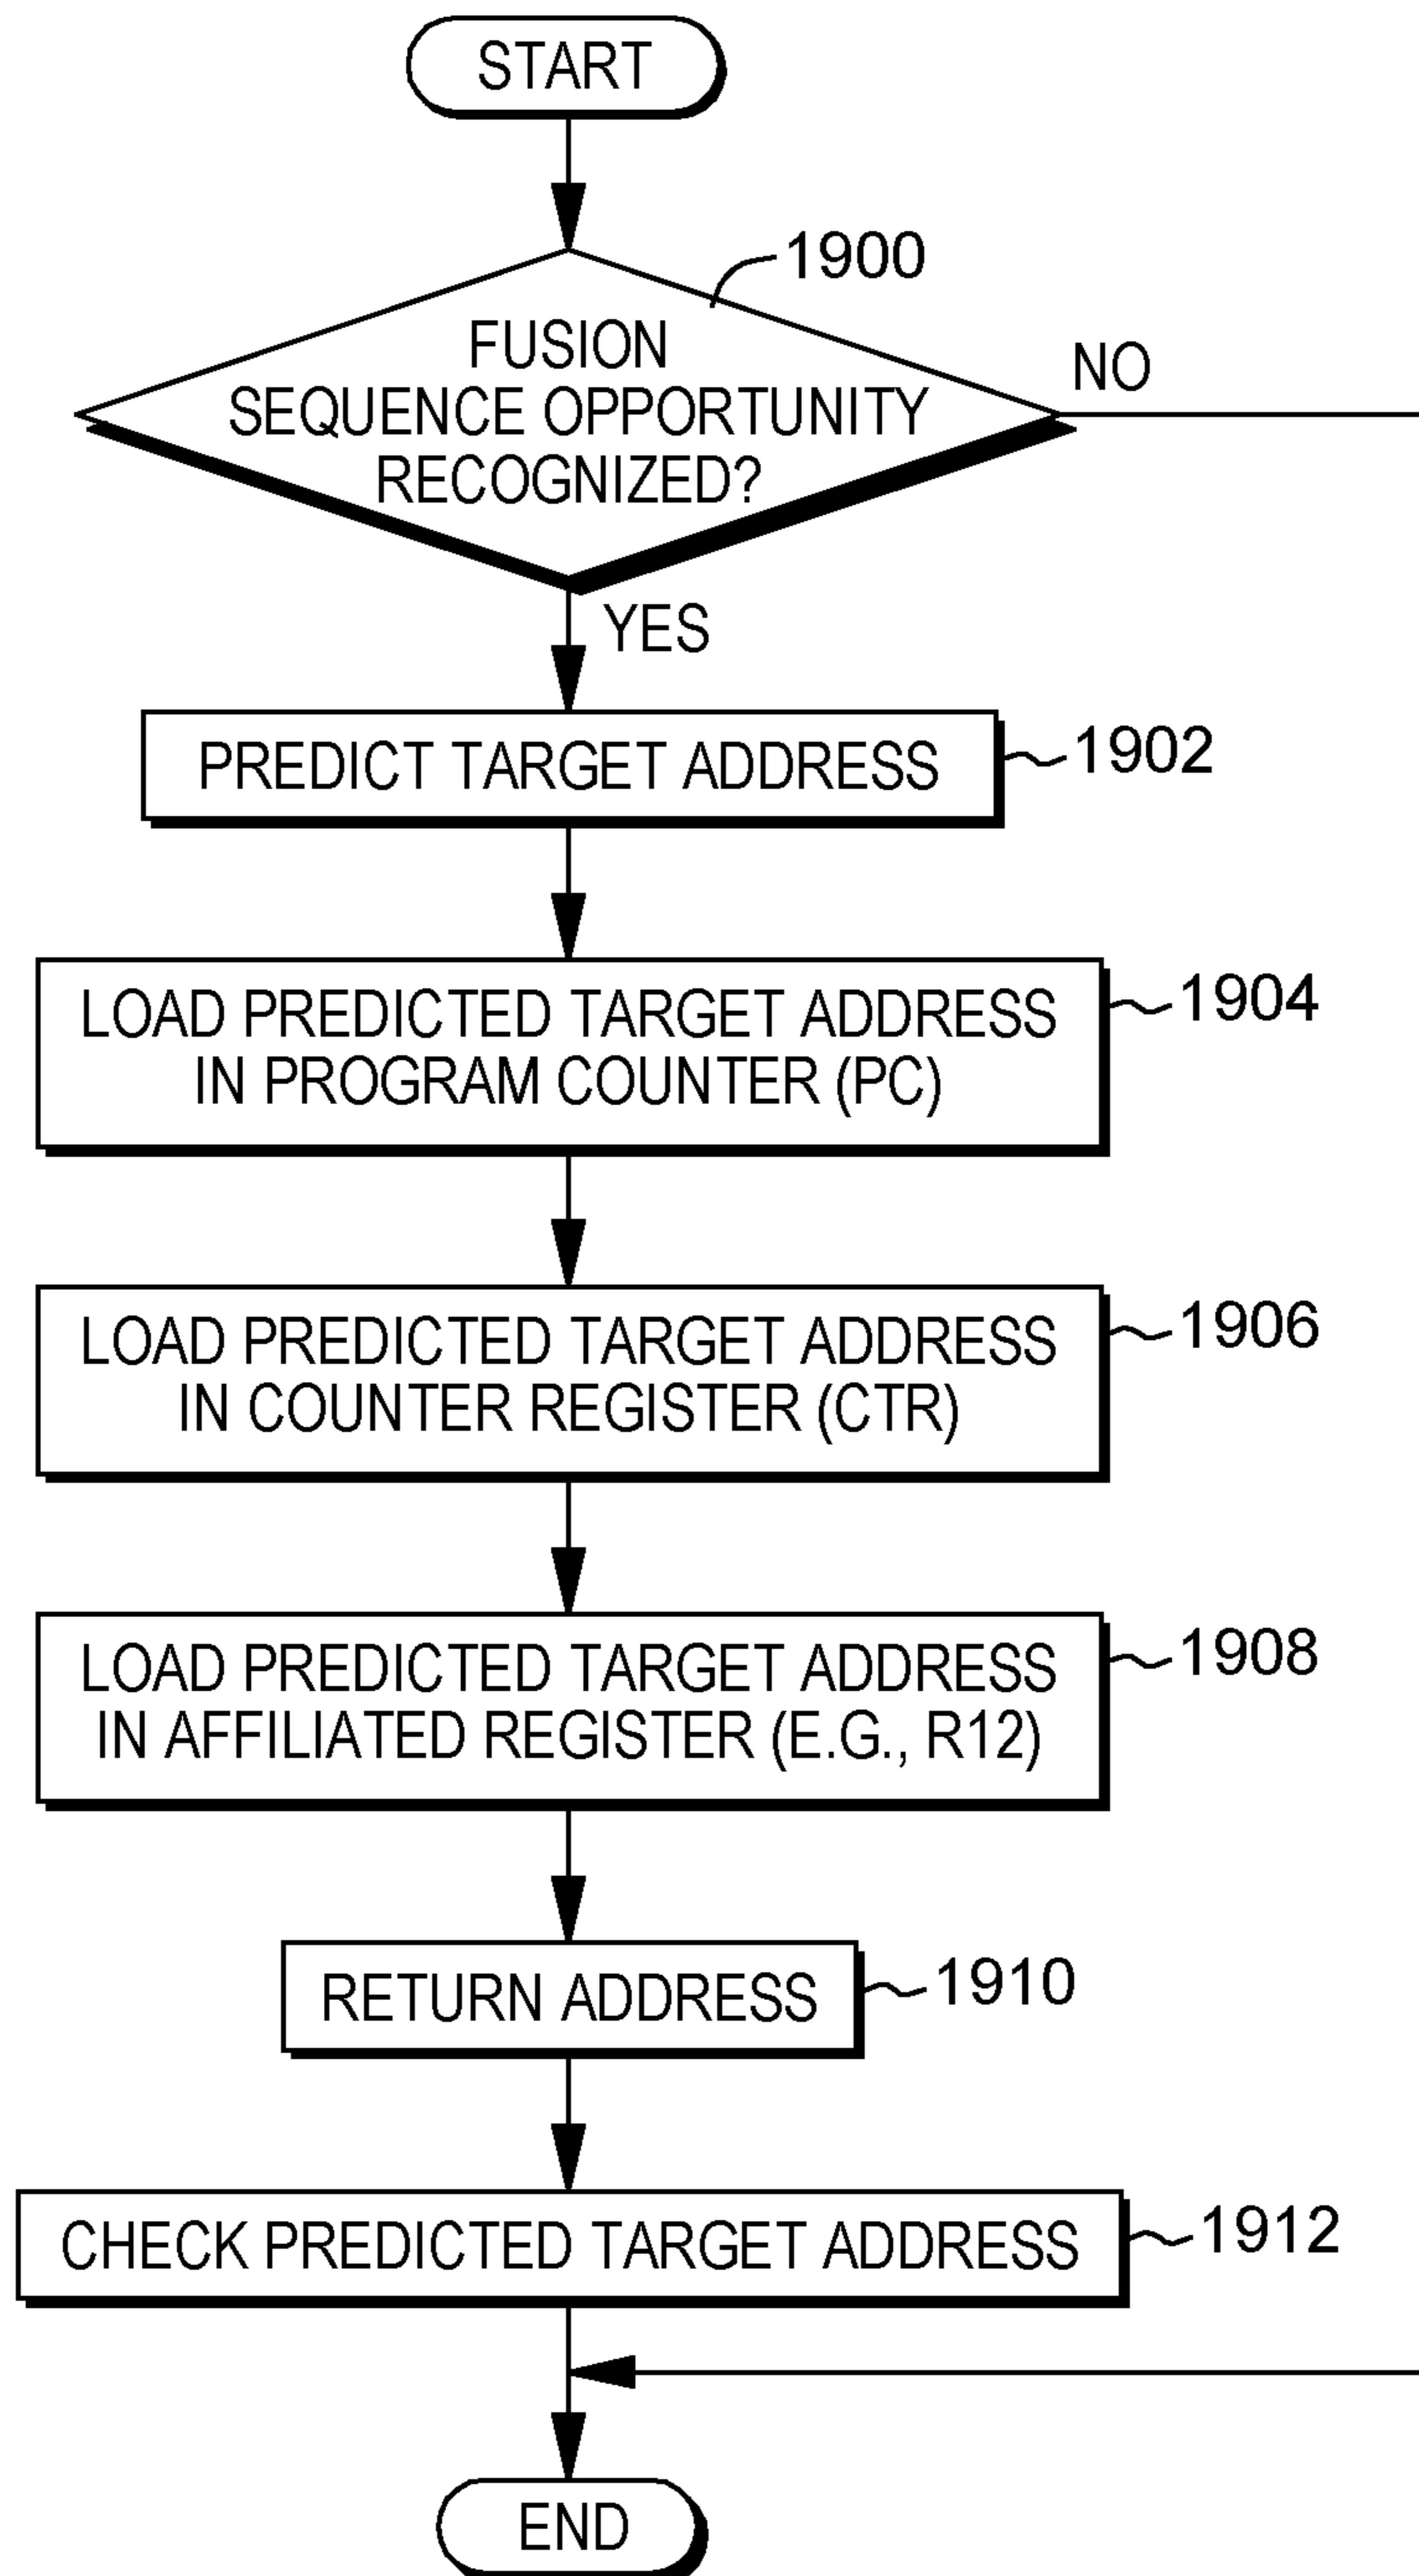 START
1900
FUSION
SEQUENCE OPPORTUNITY
RECOGNIZED?
NO
YES
PREDICT TARGET ADDRESS
1902
LOAD PREDICTED TARGET ADDRESS
IN PROGRAM COUNTER (PC)
1904
LOAD PREDICTED TARGET ADDRESS
IN COUNTER REGISTER (CTR)
1906
LOAD PREDICTED TARGET ADDRESS
IN AFFILIATED REGISTER (E.G., R12)
1908
RETURN ADDRESS
1910
CHECK PREDICTED TARGET ADDRESS
1912
END